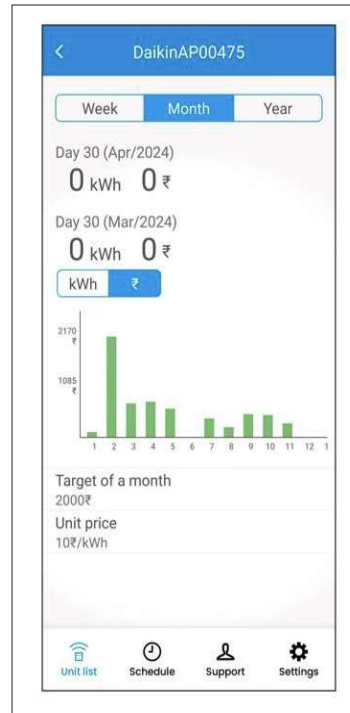 DaikinAP00475
Week Month Year
Day 30 (Apr/2024)
0 kWh 0 ₹
Day 30 (Mar/2024)
0 kWh 0 ₹
kWh ₹
2170
₹
1085
₹
1 2 3 4 5 6 7 8 9 10 11 12 1
Target of a month
2000₹
Unit price
10₹/kWh
Unit list Schedule Support Settings